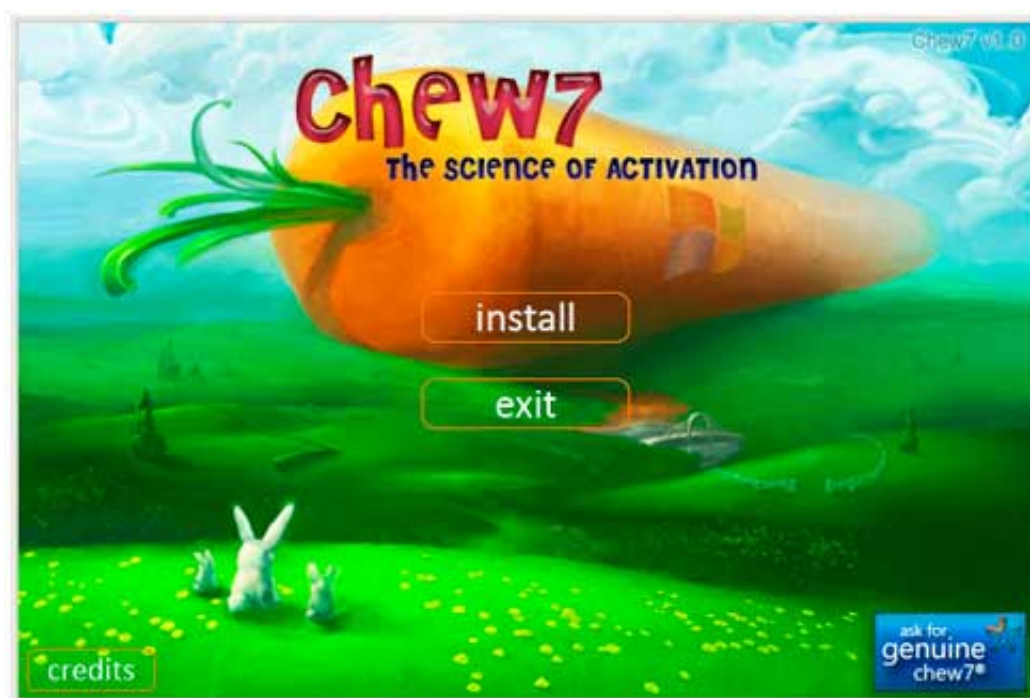 Chew7 v1.0
Chew7
The science of activation
install
exit
credits
ask for
genuine
chew7®